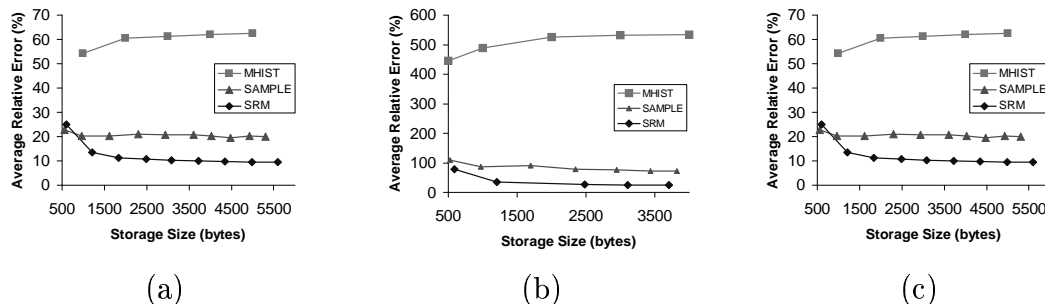 Average Relative Error (%)
70
60
50
40
30
20
10
0
500 1500 2500 3500 4500 5500
Storage Size (bytes)
MHIST
SAMPLE
SRM
(a)
Average Relative Error (%)
600
500
400
300
200
100
0
500 1500 2500 3500
Storage Size (bytes)
MHIST
SAMPLE
SRM
(b)
Average Relative Error (%)
70
60
50
40
30
20
10
0
500 1500 2500 3500 4500 5500
Storage Size (bytes)
MHIST
SAMPLE
SRM
(c)